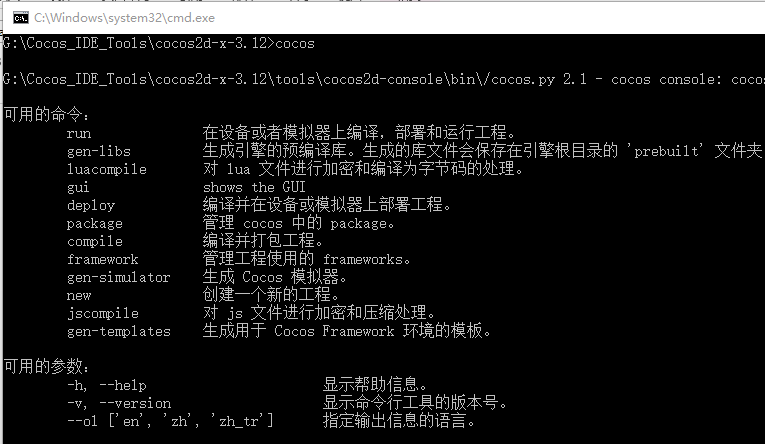 C:\Windows\system32\cmd.exe
G:\Cocos_IDE_Tools\cocos2d-x-3.12>cocos
G:\Cocos_IDE_Tools\cocos2d-x-3.12\tools\cocos2d-console\bin\/cocos.py 2.1 - cocos console: cocos
可用的命令：
run 在设备或者模拟器上编译，部署和运行工程。
gen-libs 生成引擎的预编译库。生成的库文件会保存在引擎根目录的 'prebuilt' 文件夹
luacompile 对 lua 文件进行加密和编译为字节码的处理。
gui shows the GUI
deploy 编译并在设备或模拟器上部署工程。
package 管理 cocos 中的 package。
compile 编译并打包工程。
framework 管理工程使用的 frameworks。
gen-simulator 生成 Cocos 模拟器。
new 创建一个新的工程。
jscompile 对 js 文件进行加密和压缩处理。
gen-templates 生成用于 Cocos Framework 环境的模板。
可用的参数：
-h, --help 显示帮助信息。
-v, --version 显示命令行工具的版本号。
--ol ['en', 'zh', 'zh_tr'] 指定输出信息的语言。